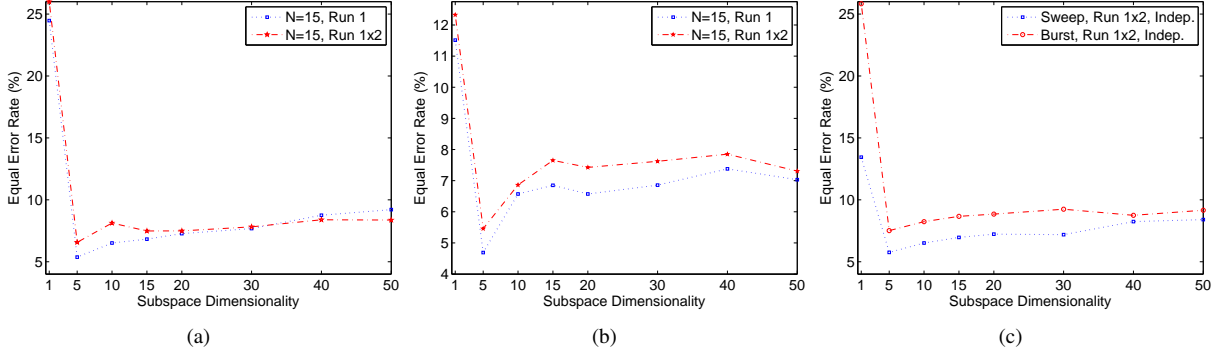 N=15, Run 1
N=15, Run 1x2
Equal Error Rate (%)
25
20
15
10
5
1 5 10 15 20 30 40 50
Subspace Dimensionality
(a)
N=15, Run 1
N=15, Run 1x2
Equal Error Rate (%)
12
11
10
9
8
7
6
5
4
1 5 10 15 20 30 40 50
Subspace Dimensionality
(b)
Sweep, Run 1x2, Indep.
Burst, Run 1x2, Indep.
Equal Error Rate (%)
25
20
15
10
5
1 5 10 15 20 30 40 50
Subspace Dimensionality
(c)